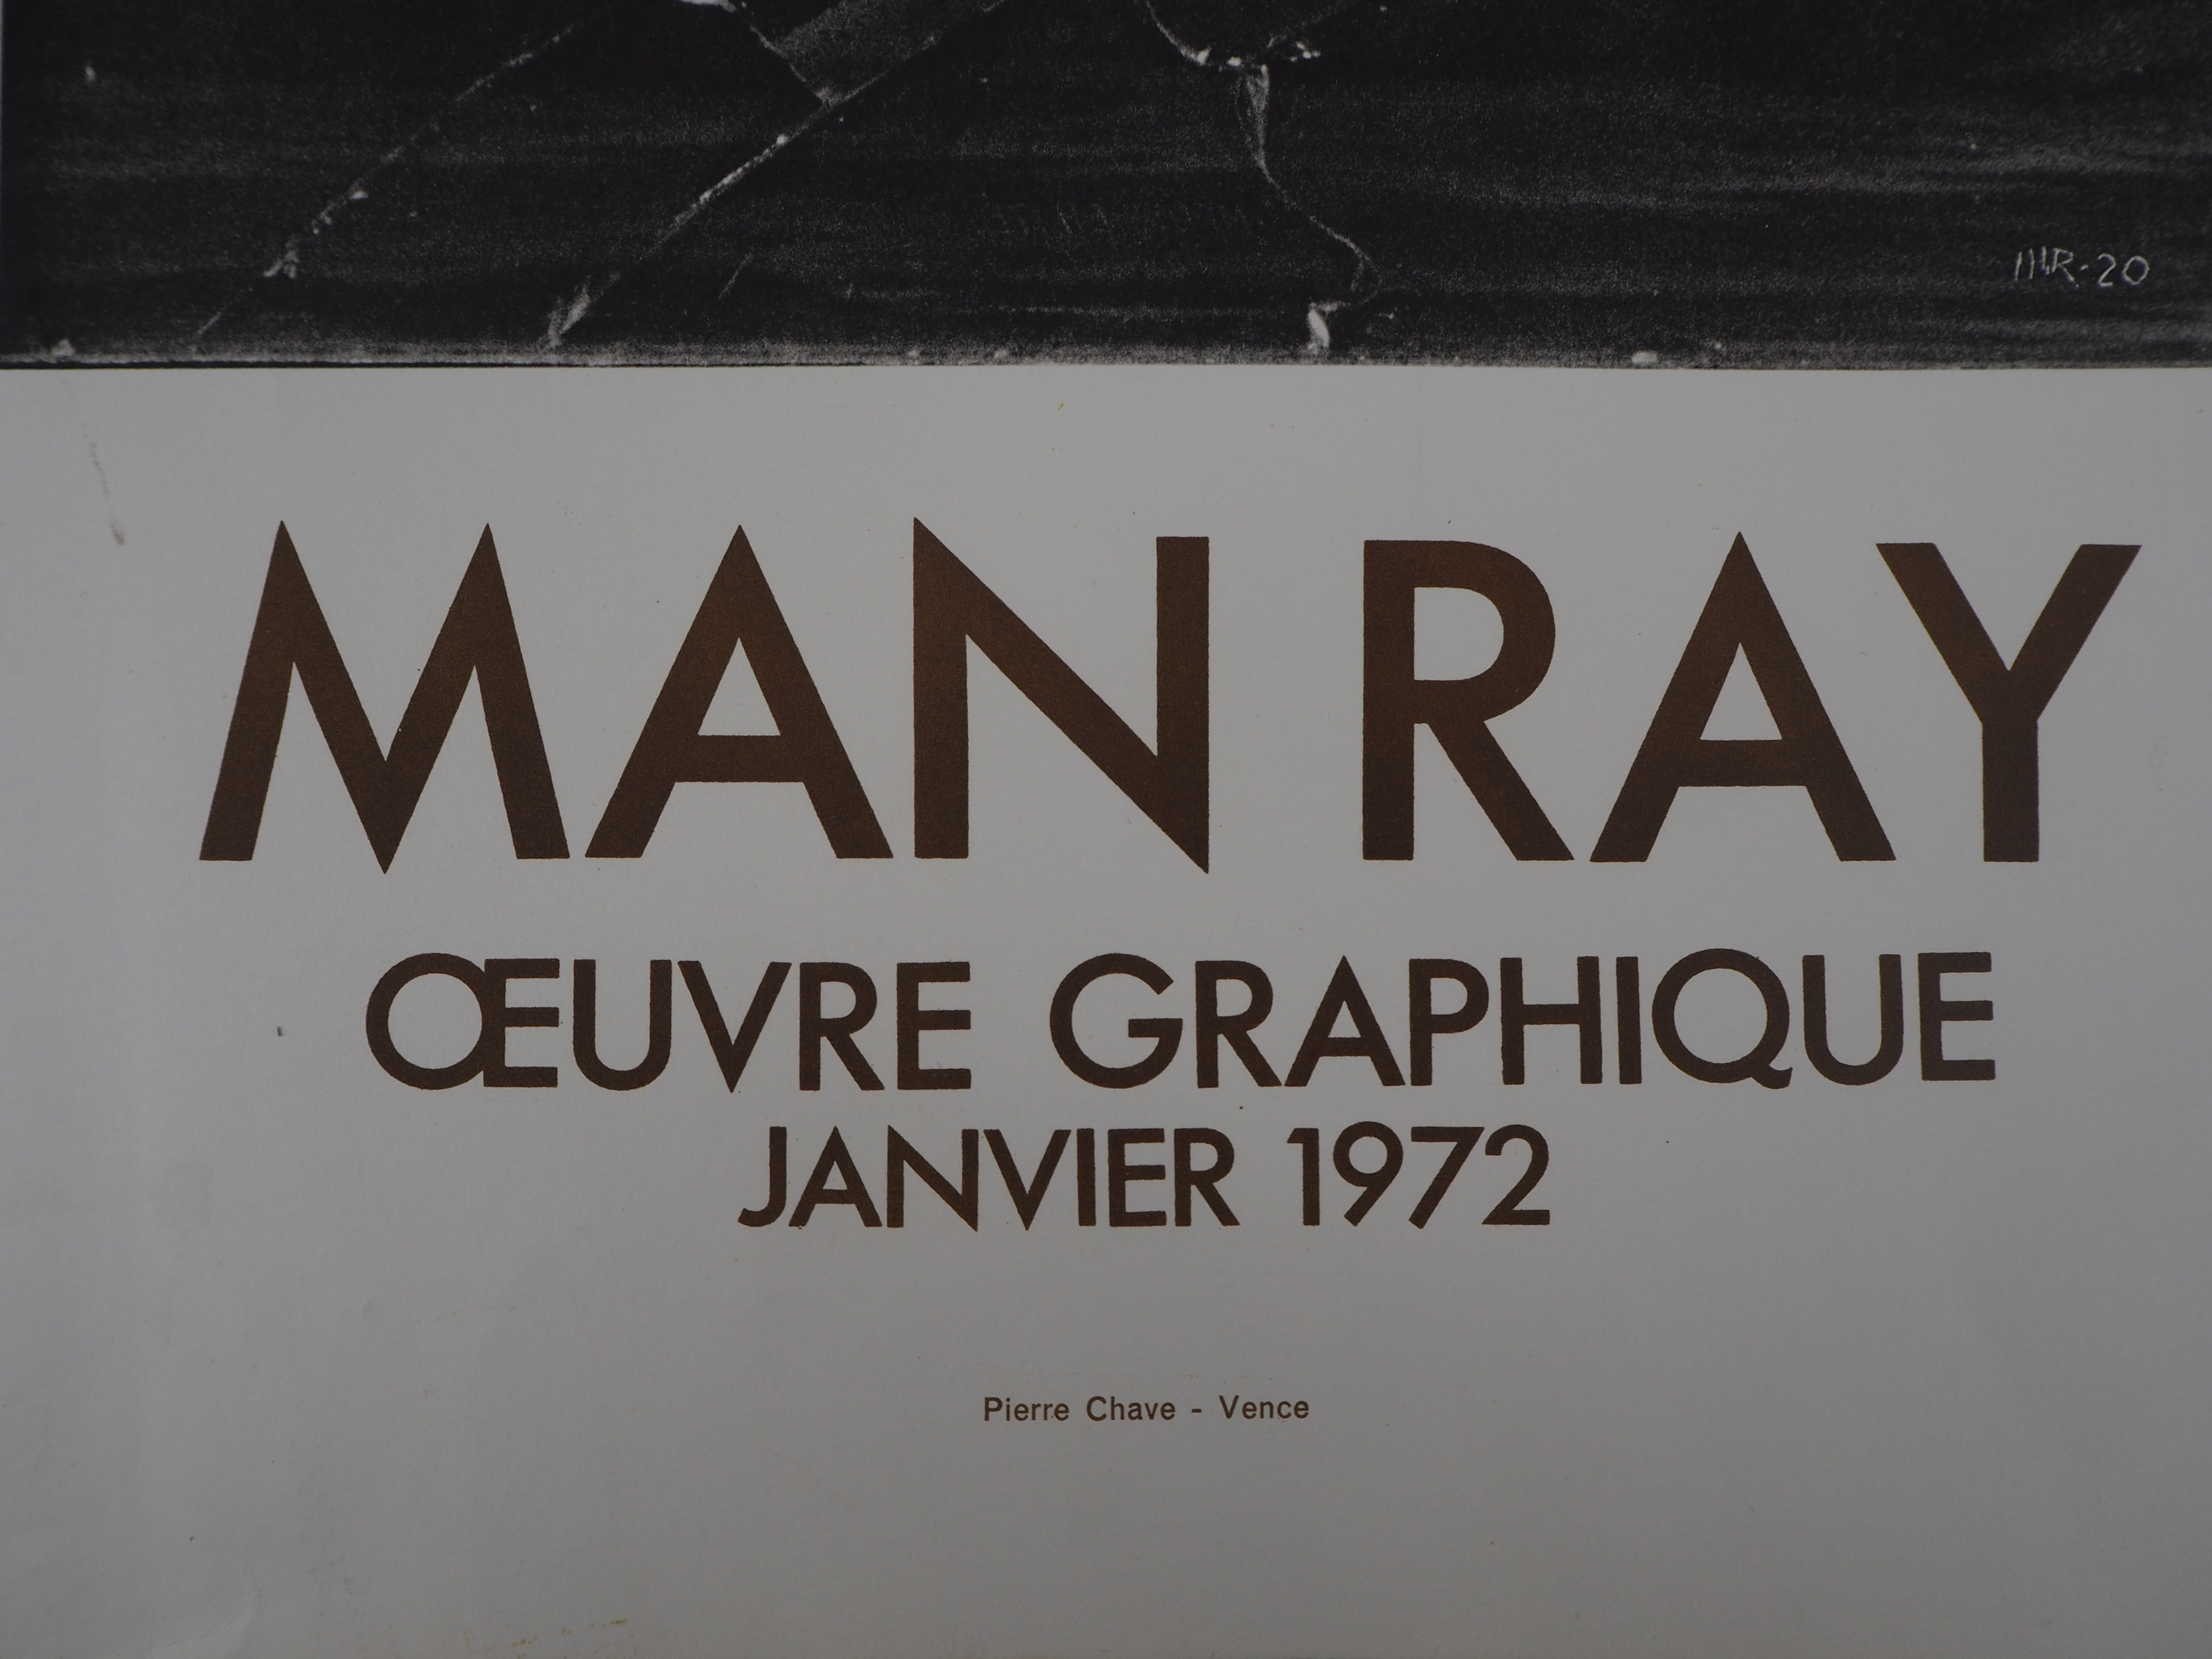 MR-20
MAN RAY
ŒUVRE GRAPHIQUE
JANVIER 1972
Pierre Chave - Vence